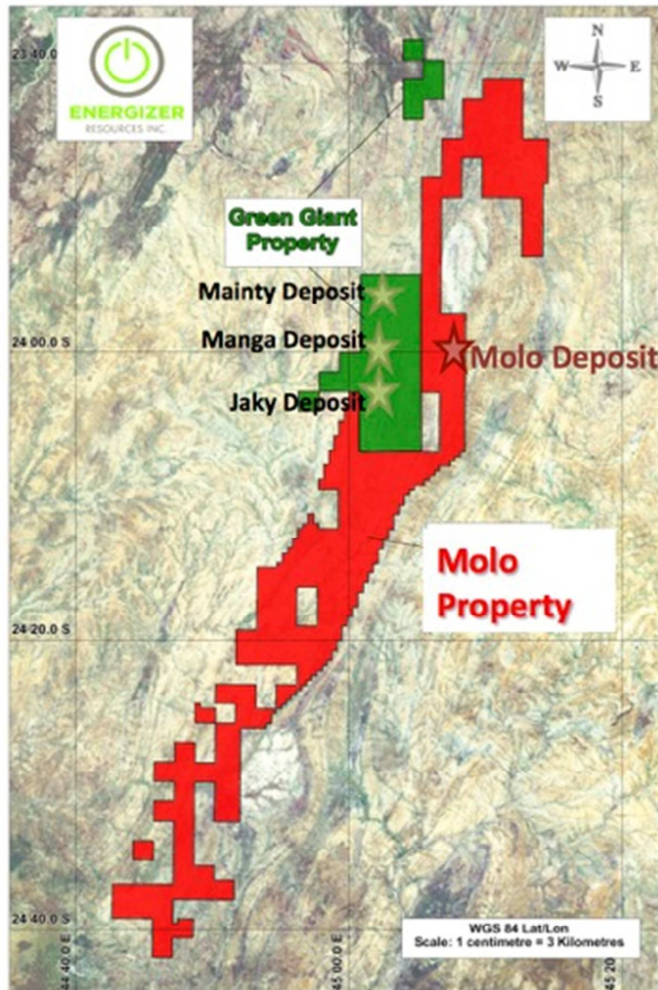 23 40.0 S
ENERGIZER
RESOURCES INC.
N
W E
S
Green Giant
Property
Mainty Deposit
Manga Deposit
24 00.0 S
Molo Deposit
Jaky Deposit
Molo
Property
24 20.0 S
24 40.0 S
WGS 84 Lat/Lon
Scale: 1 centimetre = 3 Kilometres
44 40.0 E
45 00.0 E
45 20